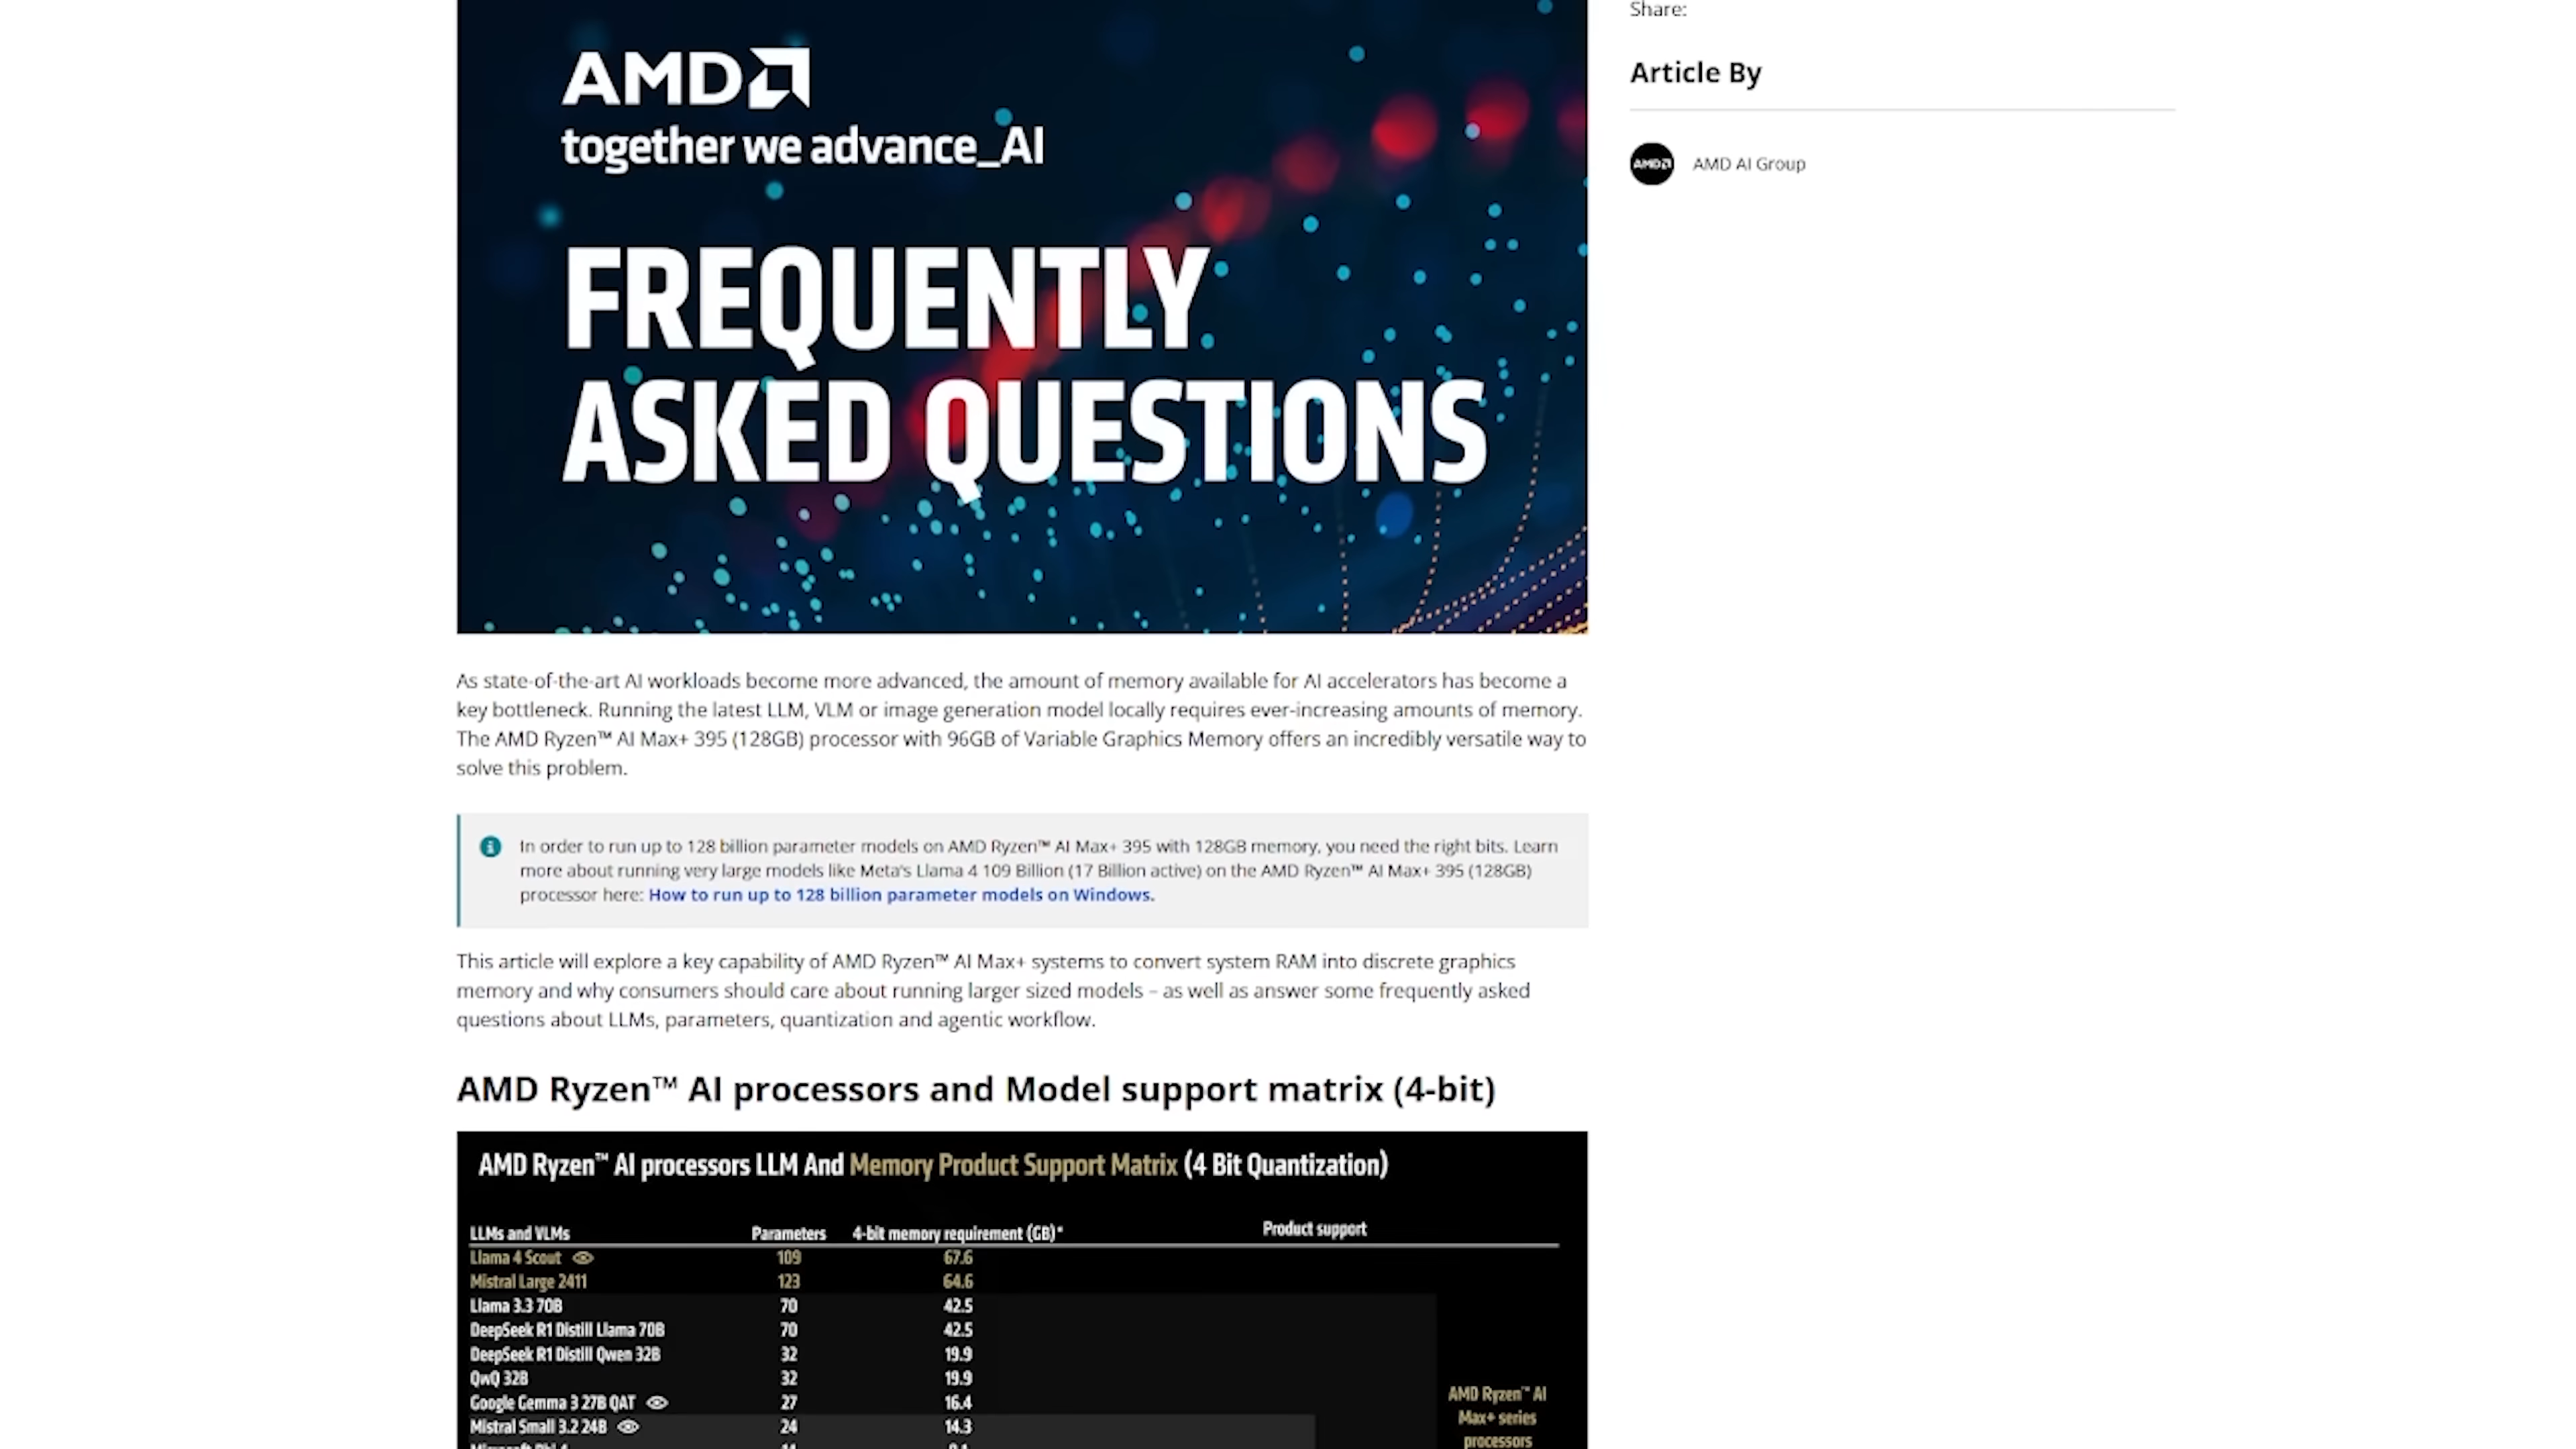 Share:
Article By
AMD
AMD AI Group
AMD
together we advance_AI
FREQUENTLY
ASKED QUESTIONS
As state-of-the-art AI workloads become more advanced, the amount of memory available for AI accelerators has become a
key bottleneck. Running the latest LLM, VLM or image generation model locally requires ever-increasing amounts of memory.
The AMD Ryzen™ AI Max+ 395 (128GB) processor with 96GB of Variable Graphics Memory offers an incredibly versatile way to
solve this problem.
In order to run up to 128 billion parameter models on AMD Ryzen™ AI Max+ 395 with 128GB memory, you need the right bits. Learn
more about running very large models like Meta's Llama 4 109 Billion (17 Billion active) on the AMD Ryzen™ AI Max+ 395 (128GB)
processor here: How to run up to 128 billion parameter models on Windows.
This article will explore a key capability of AMD Ryzen™ AI Max+ systems to convert system RAM into discrete graphics
memory and why consumers should care about running larger sized models – as well as answer some frequently asked
questions about LLMs, parameters, quantization and agentic workflow.
AMD Ryzen™ AI processors and Model support matrix (4-bit)
AMD Ryzen™ AI processors LLM And Memory Product Support Matrix (4 Bit Quantization)
LLMs and VLMs Parameters 4-bit memory requirement (GB)* Product support
Llama 4 Scout 109 67.6
Mistral Large 2411 123 64.6
Llama 3.3 70B 70 42.5
DeepSeek R1 Distill Llama 70B 70 42.5
DeepSeek R1 Distill Qwen 32B 32 19.9
QwQ 32B 32 19.9
Google Gemma 3 27B QAT 27 16.4
Mistral Small 3.2 24B 24 14.3
AMD Ryzen™ AI
Max+ series
processors